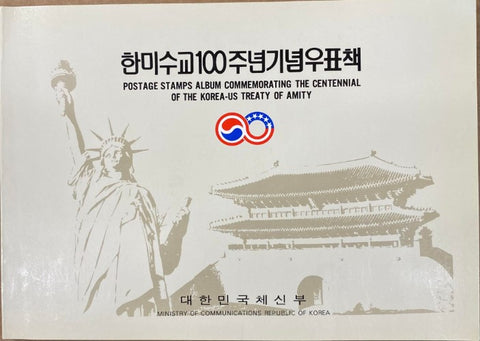 한미수교100주년기념우표책
POSTAGE STAMPS ALBUM COMMEMORATING THE CENTENNIAL
OF THE KOREA-US TREATY OF AMITY
대한민국체신부
MINISTRY OF COMMUNICATIONS REPUBLIC OF KOREA